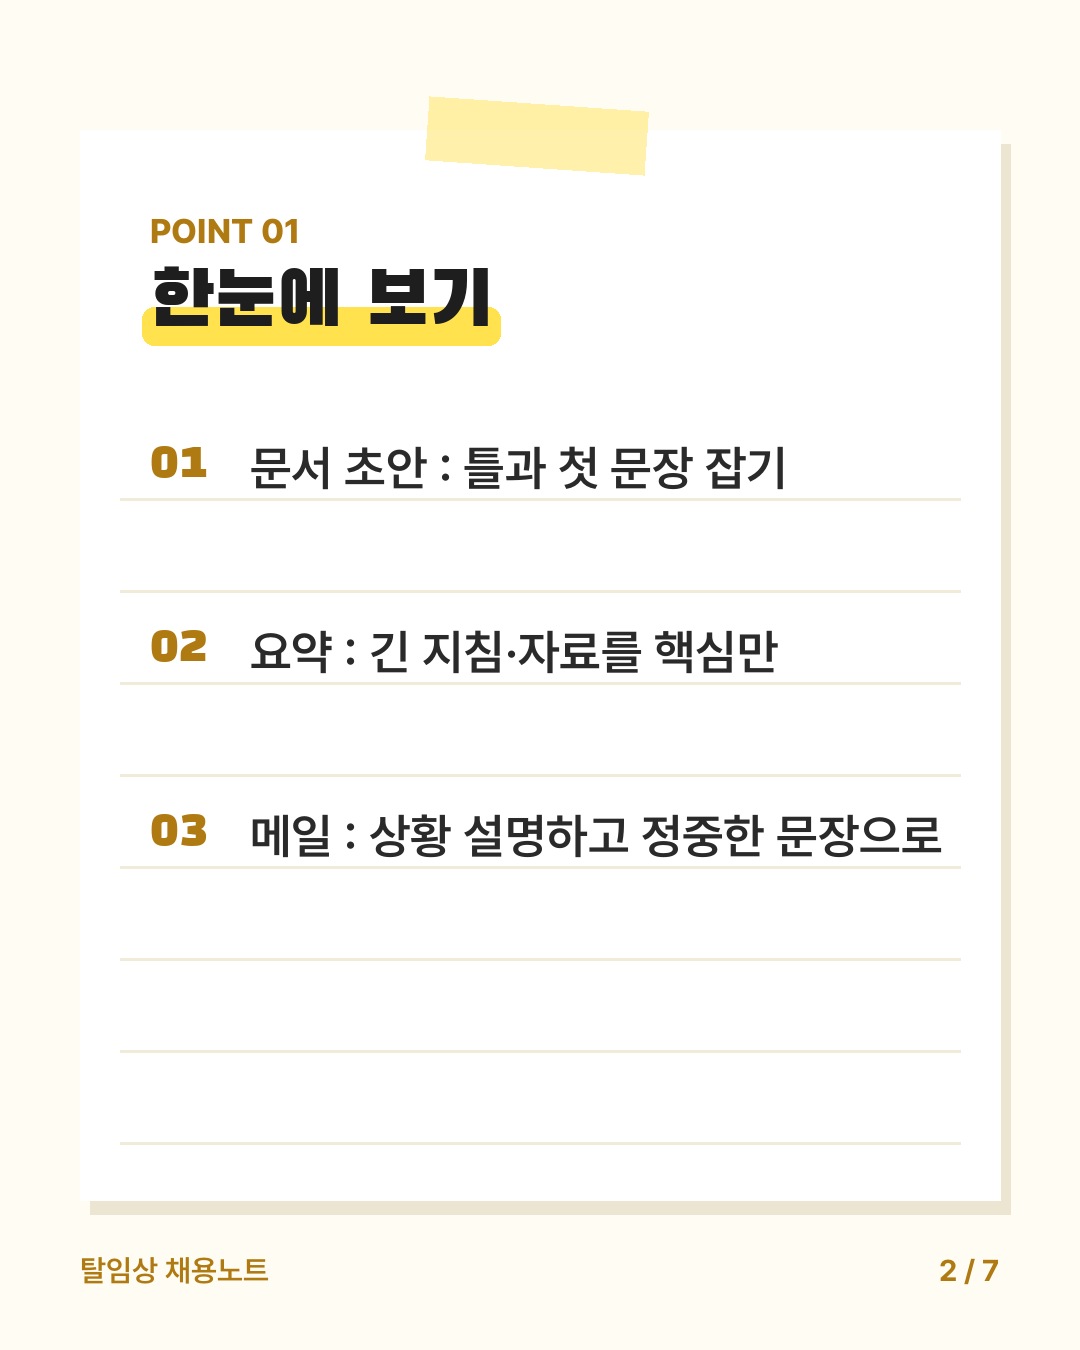 POINT 01
한눈에 보기
01 문서 초안 : 틀과 첫 문장 잡기
02 요약 : 긴 지침·자료를 핵심만
03 메일 : 상황 설명하고 정중한 문장으로
탈임상 채용노트
2 / 7